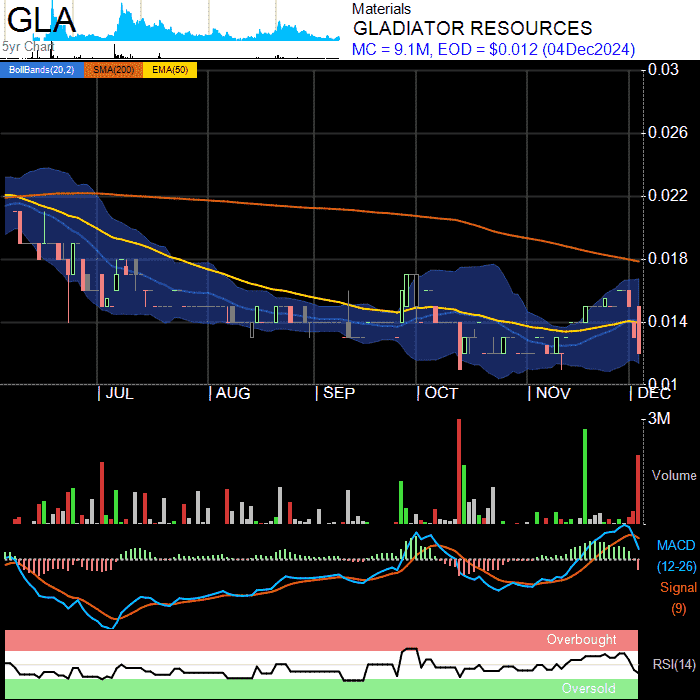 GLA
5yr Chart
Materials
GLADIATOR RESOURCES
MC = 9.1M, EOD = $0.012 (04Dec2024)
BollBands(20,2) SMA(200) EMA(50)
0.03
0.026
0.022
0.018
0.014
0.01
JUL AUG SEP OCT NOV DEC
3M
Volume
MACD
(12-26)
Signal
(9)
Overbought
RSI(14)
Oversold